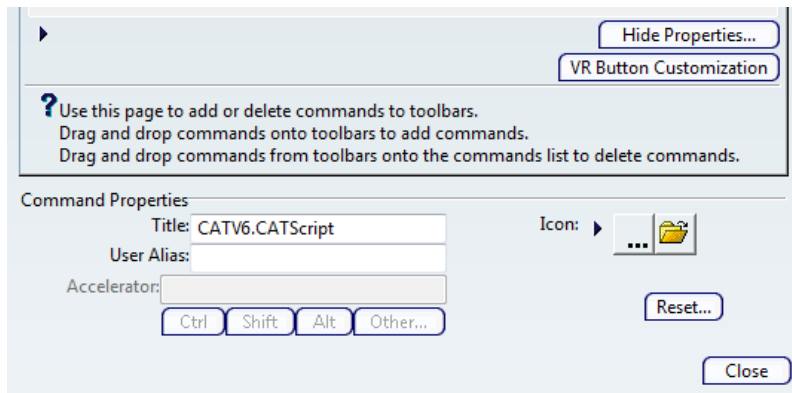 Hide Properties...
VR Button Customization
?Use this page to add or delete commands to toolbars.
Drag and drop commands onto toolbars to add commands.
Drag and drop commands from toolbars onto the commands list to delete commands.
Command Properties
Title: CATV6.CATScript
Icon:
...
User Alias:
Accelerator:
Ctrl Shift Alt Other...
Reset...
Close